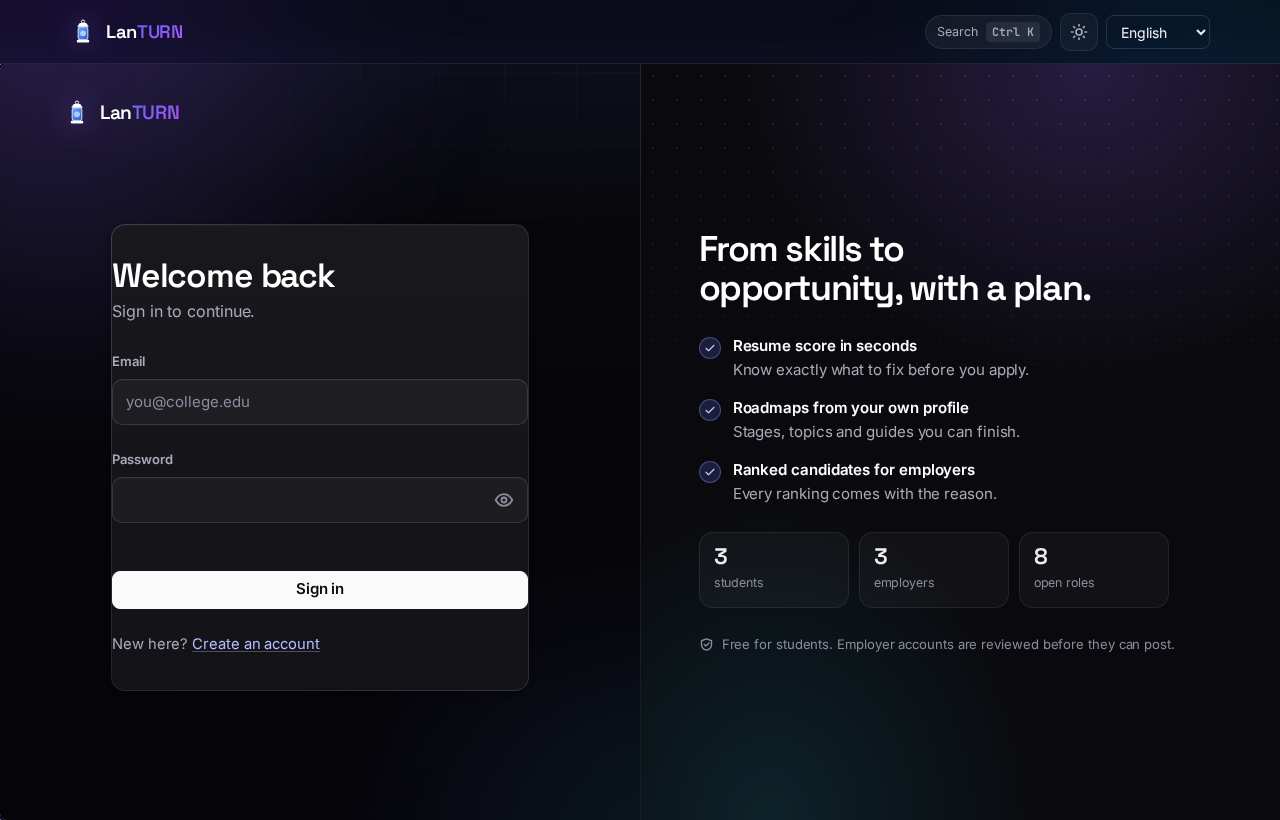 LanTURN
Search Ctrl K
English
LanTURN
Welcome back
Sign in to continue.
Email
you@college.edu
Password
Sign in
New here? Create an account
From skills to
opportunity, with a plan.
Resume score in seconds
Know exactly what to fix before you apply.
Roadmaps from your own profile
Stages, topics and guides you can finish.
Ranked candidates for employers
Every ranking comes with the reason.
3
students
3
employers
8
open roles
Free for students. Employer accounts are reviewed before they can post.